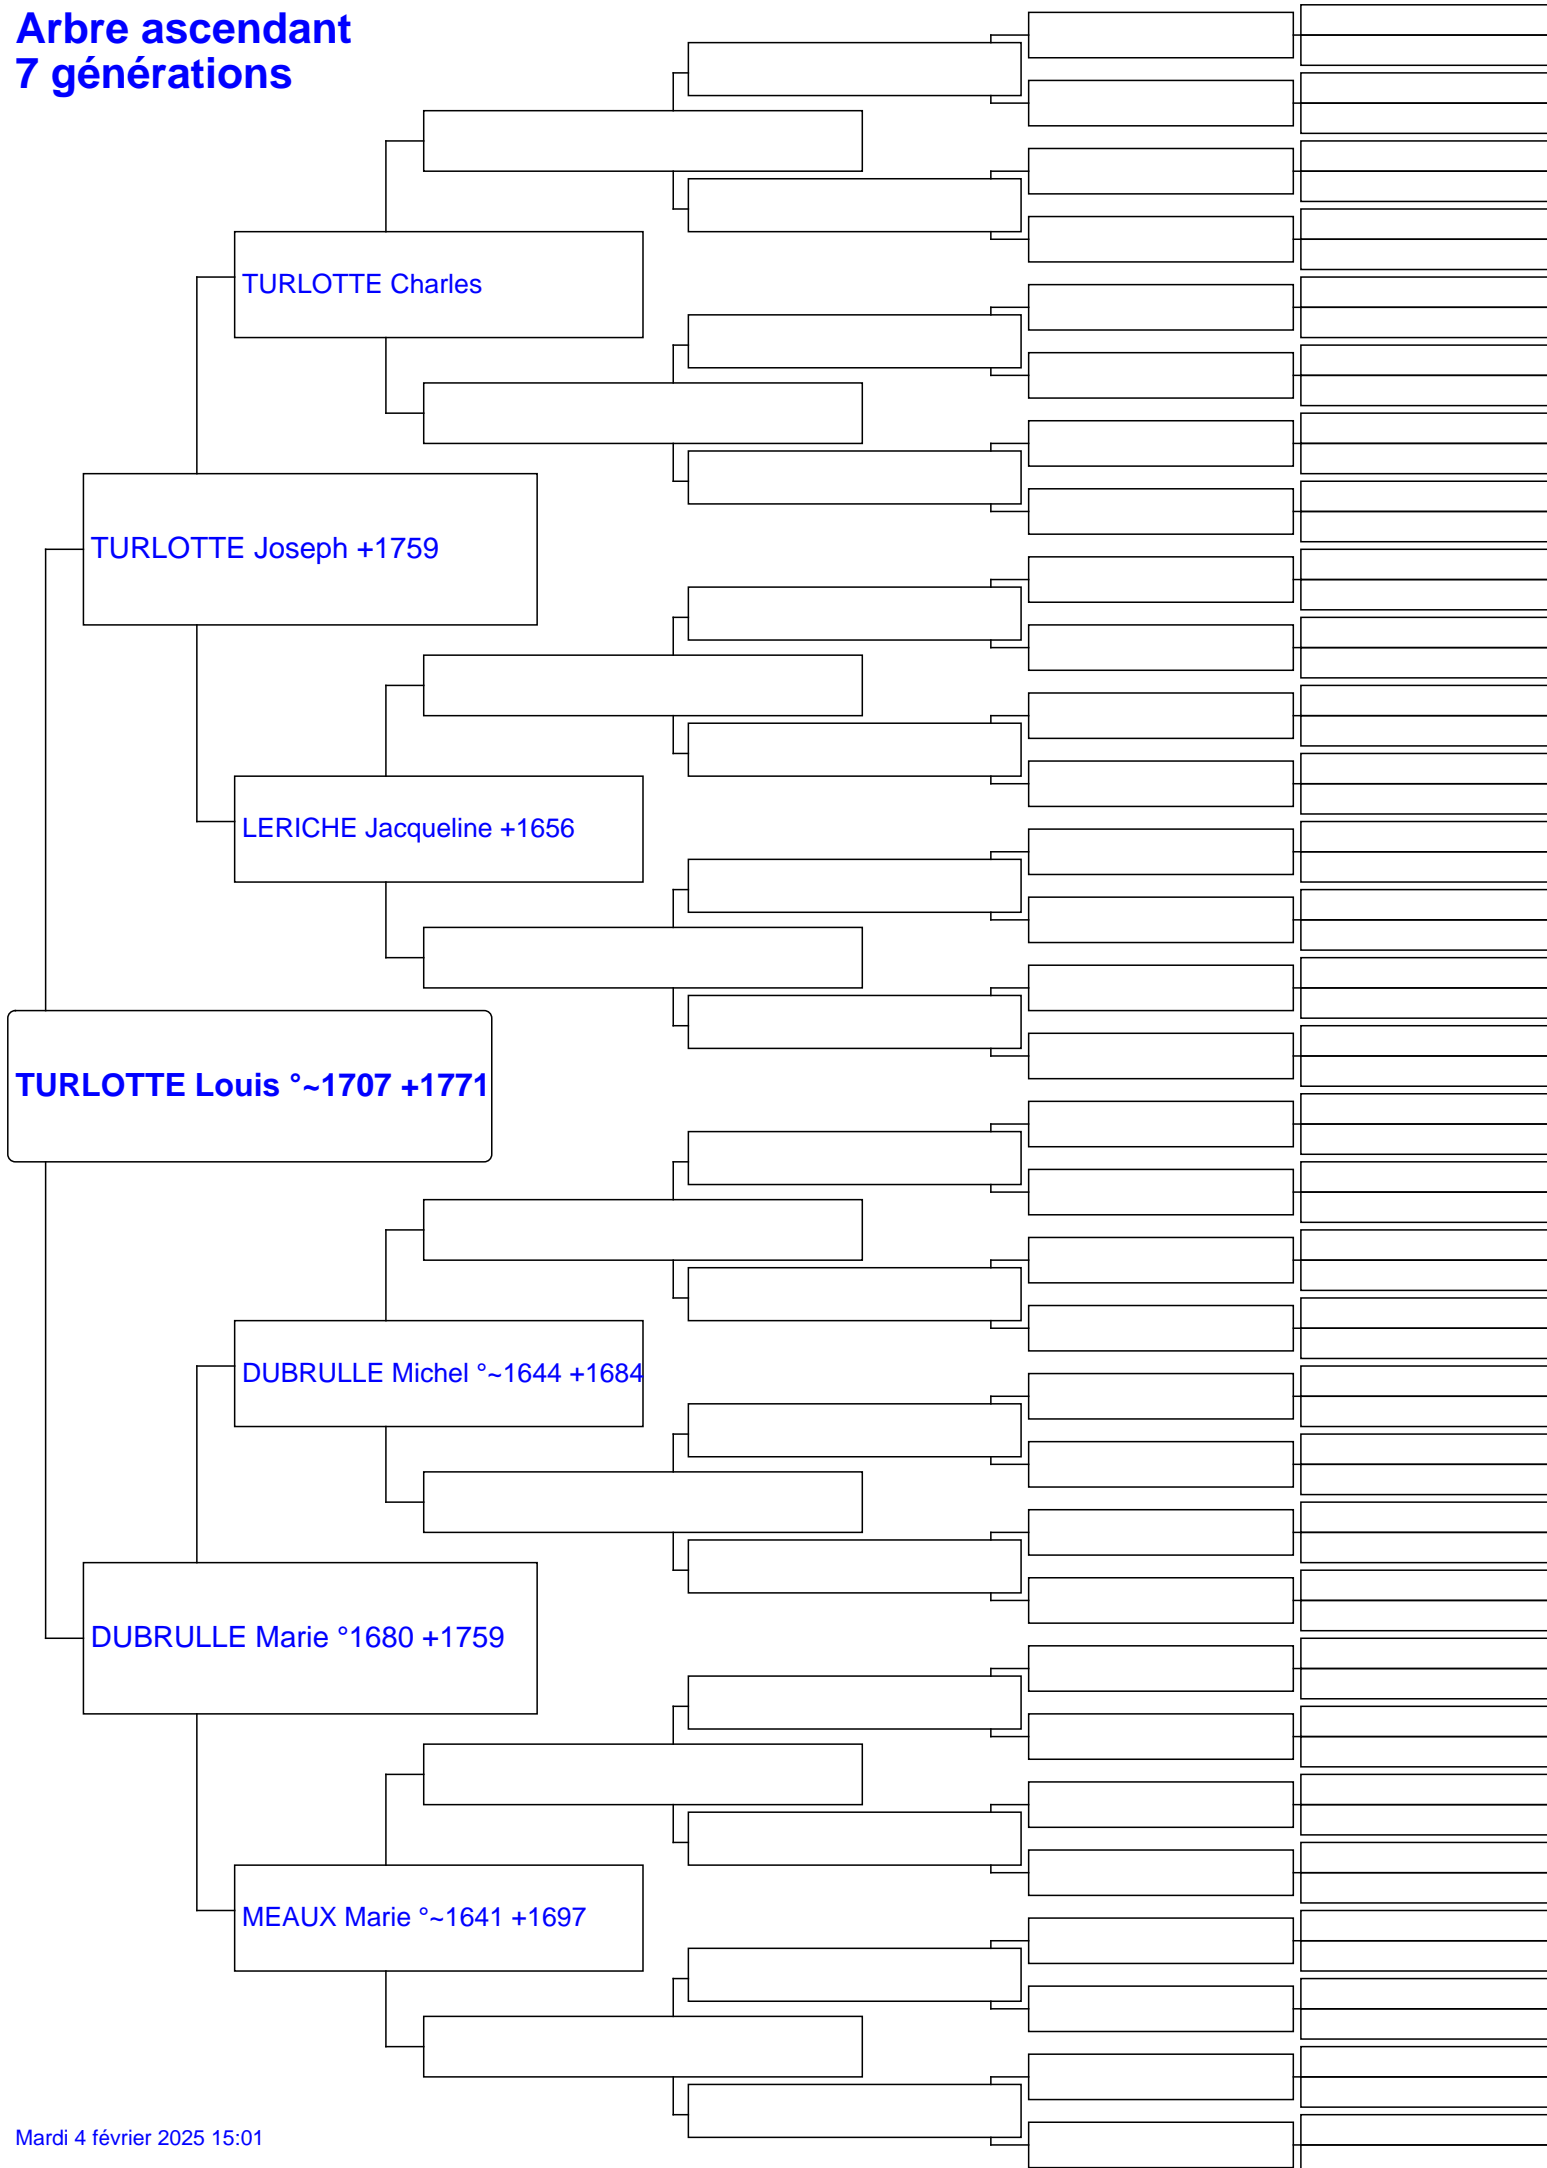 Arbre ascendant
7 générations
TURLOTTE Charles
TURLOTTE Joseph +1759
LERICHE Jacqueline +1656
TURLOTTE Louis °~1707 +1771
DUBRULLE Michel °~1644 +1684
DUBRULLE Marie °1680 +1759
MEAUX Marie °~1641 +1697
Mardi 4 février 2025 15:01